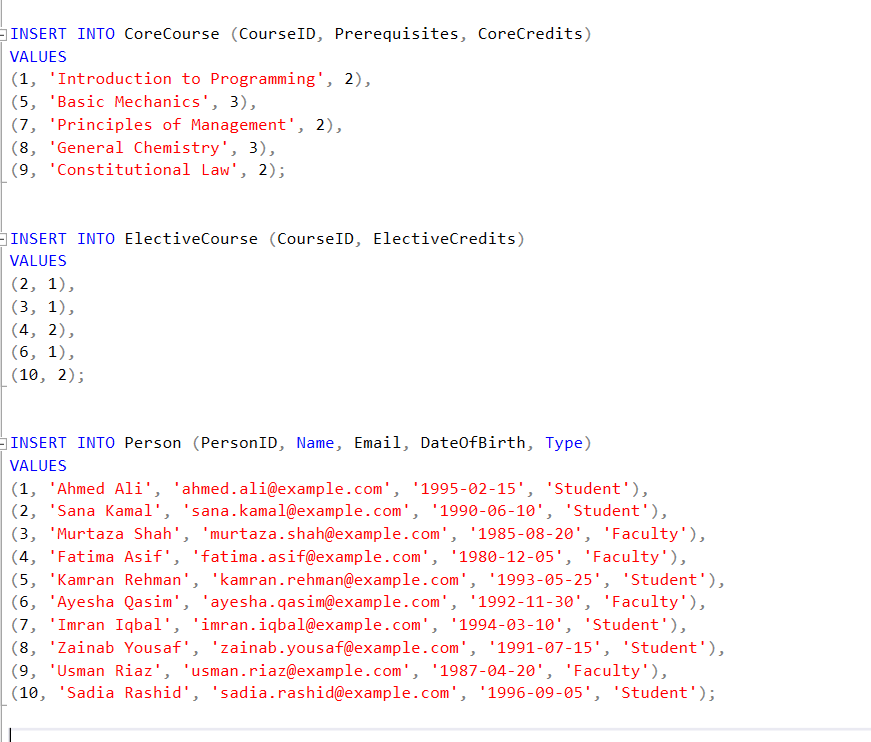 INSERT INTO CoreCourse (CourseID, Prerequisites, CoreCredits)
VALUES
(1, 'Introduction to Programming', 2),
(5, 'Basic Mechanics', 3),
(7, 'Principles of Management', 2),
(8, 'General Chemistry', 3),
(9, 'Constitutional Law', 2);
INSERT INTO ElectiveCourse (CourseID, ElectiveCredits)
VALUES
(2, 1),
(3, 1),
(4, 2),
(6, 1),
(10, 2);
INSERT INTO Person (PersonID, Name, Email, DateOfBirth, Type)
VALUES
(1, 'Ahmed Ali', 'ahmed.ali@example.com', '1995-02-15', 'Student'),
(2, 'Sana Kamal', 'sana.kamal@example.com', '1990-06-10', 'Student'),
(3, 'Murtaza Shah', 'murtaza.shah@example.com', '1985-08-20', 'Faculty'),
(4, 'Fatima Asif', 'fatima.asif@example.com', '1980-12-05', 'Faculty'),
(5, 'Kamran Rehman', 'kamran.rehman@example.com', '1993-05-25', 'Student'),
(6, 'Ayesha Qasim', 'ayesha.qasim@example.com', '1992-11-30', 'Faculty'),
(7, 'Imran Iqbal', 'imran.iqbal@example.com', '1994-03-10', 'Student'),
(8, 'Zainab Yousaf', 'zainab.yousaf@example.com', '1991-07-15', 'Student'),
(9, 'Usman Riaz', 'usman.riaz@example.com', '1987-04-20', 'Faculty'),
(10, 'Sadia Rashid', 'sadia.rashid@example.com', '1996-09-05', 'Student');